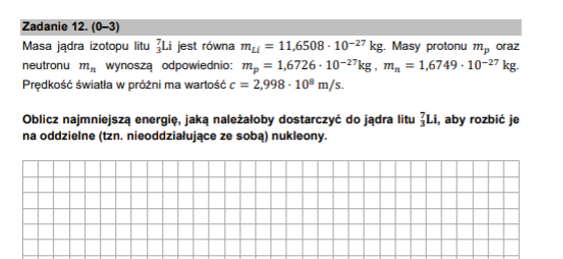 Zadanie 12. (0–3)
Masa jądra izotopu litu ⁷₃Li jest równa m_Li = 11,6508 · 10⁻²⁷ kg. Masy protonu m_p oraz
neutronu m_n wynoszą odpowiednio: m_p = 1,6726 · 10⁻²⁷kg , m_n = 1,6749 · 10⁻²⁷ kg.
Prędkość światła w próżni ma wartość c = 2,998 · 10⁸ m/s.
Oblicz najmniejszą energię, jaką należałoby dostarczyć do jądra litu ⁷₃Li, aby rozbić je
na oddzielne (tzn. nieoddziałujące ze sobą) nukleony.